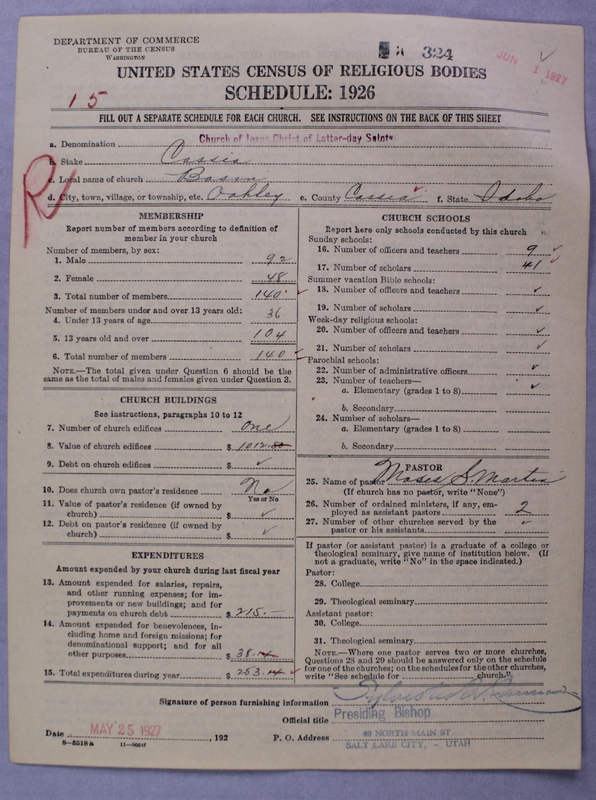 DEPARTMENT OF COMMERCE
BUREAU OF THE CENSUS
WASHINGTON
324
JUN 1 1927
UNITED STATES CENSUS OF RELIGIOUS BODIES
SCHEDULE: 1926
15
FILL OUT A SEPARATE SCHEDULE FOR EACH CHURCH. SEE INSTRUCTIONS ON THE BACK OF THIS SHEET
a. Denomination Church of Jesus Christ of Latter-day Saints
b. Stake Cassia
c. Local name of church Basin
R
d. City, town, village, or township, etc. Oakley e. County Cassia f. State Idaho
MEMBERSHIP
Report number of members according to definition of
member in your church
Number of members, by sex:
1. Male 92
2. Female 48
3. Total number of members 140
Number of members under and over 13 years old:
4. Under 13 years of age 36
5. 13 years old and over 104
6. Total number of members 140
NOTE.—The total given under Question 6 should be
same as the total of males and females given under Question 3.
CHURCH BUILDINGS
See instructions, paragraphs 10 to 12
7. Number of church edifices One
8. Value of church edifices $ 1012.50
9. Debt on church edifices $ ✓
10. Does church own pastor's residence No
Yes or No
11. Value of pastor's residence (if owned by
church) $ ✓
12. Debt on pastor's residence (if owned by
church) $ ✓
EXPENDITURES
Amount expended by your church during last fiscal year
13. Amount expended for salaries, repairs,
and other running expenses; for im-
provements or new buildings; and for
payments on church debt $ 215.—
14. Amount expended for benevolences, in-
cluding home and foreign missions; for
denominational support; and for all
other purposes $ 38.14
15. Total expenditures during year $ 253.14
CHURCH SCHOOLS
Report here only schools conducted by this church
Sunday schools:
16. Number of officers and teachers 9
17. Number of scholars 41
Summer vacation Bible schools:
18. Number of officers and teachers ✓
19. Number of scholars ✓
Week-day religious schools:
20. Number of officers and teachers ✓
21. Number of scholars ✓
Parochial schools:
22. Number of administrative officers ✓
23. Number of teachers—
a. Elementary (grades 1 to 8) ✓
b. Secondary
24. Number of scholars—
a. Elementary (grades 1 to 8)
b. Secondary
PASTOR
25. Name of pastor Moses S. Martin
(If church has no pastor, write "None")
26. Number of ordained ministers, if any, em-
ployed as assistant pastors 2
27. Number of other churches served by the
pastor or his assistants ✓
If pastor (or assistant pastor) is a graduate of a college or
theological seminary, give name of institution below. (If
not a graduate, write "No" in the space indicated.)
Pastor:
28. College
29. Theological seminary
Assistant pastor:
30. College
31. Theological seminary
NOTE.—Where one pastor serves two or more churches,
Questions 28 and 29 should be answered only on the schedule
for one of the churches; on the schedules for the other churches,
write "See schedule for church."
Signature of person furnishing information
Official title Presiding Bishop
Date MAY 25 1927, 192 P. O. Address 40 NORTH MAIN ST.
SALT LAKE CITY, - UTAH
8—5518 a